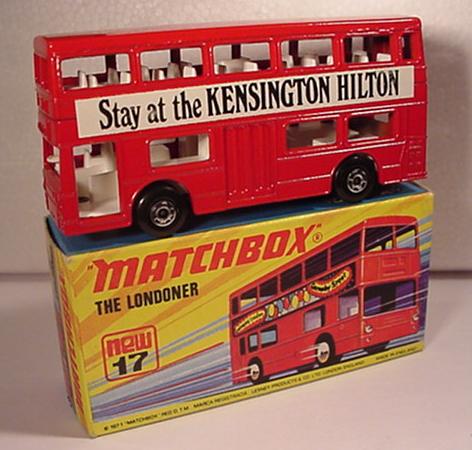 Stay at the KENSINGTON HILTON
"MATCHBOX"®
THE LONDONER
new
17
© 1971 "MATCHBOX" REG'D T.M. MARCA REGISTRADA LESNEY PRODUCTS & CO. LTD. LONDON ENGLAND MADE IN ENGLAND